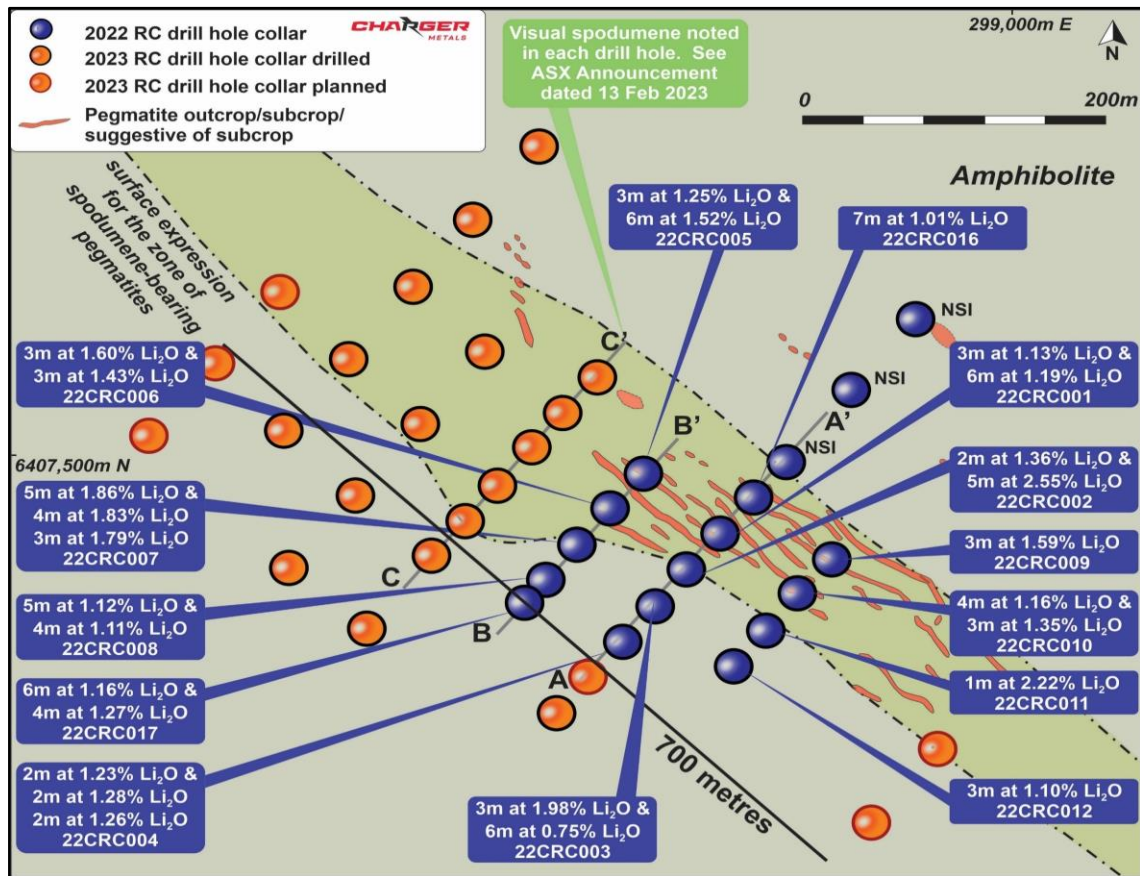 2022 RC drill hole collar
2023 RC drill hole collar drilled
2023 RC drill hole collar planned
Pegmatite outcrop/subcrop/
suggestive of subcrop
CHARGER
METALS
Visual spodumene noted
in each drill hole. See
ASX Announcement
dated 13 Feb 2023
299,000m E
N
0
200m
Amphibolite
surface expression
for the zone of
spodumene-bearing
pegmatites
3m at 1.25% Li₂O &
6m at 1.52% Li₂O
22CRC005
7m at 1.01% Li₂O
22CRC016
NSI
NSI
NSI
C'
B'
A'
3m at 1.60% Li₂O &
3m at 1.43% Li₂O
22CRC006
3m at 1.13% Li₂O &
6m at 1.19% Li₂O
22CRC001
6407,500m N
2m at 1.36% Li₂O &
5m at 2.55% Li₂O
22CRC002
5m at 1.86% Li₂O &
4m at 1.83% Li₂O
3m at 1.79% Li₂O
22CRC007
3m at 1.59% Li₂O
22CRC009
C
B
A
5m at 1.12% Li₂O &
4m at 1.11% Li₂O
22CRC008
4m at 1.16% Li₂O &
3m at 1.35% Li₂O
22CRC010
6m at 1.16% Li₂O &
4m at 1.27% Li₂O
22CRC017
1m at 2.22% Li₂O
22CRC011
700 metres
2m at 1.23% Li₂O &
2m at 1.28% Li₂O
2m at 1.26% Li₂O
22CRC004
3m at 1.98% Li₂O &
6m at 0.75% Li₂O
22CRC003
3m at 1.10% Li₂O
22CRC012